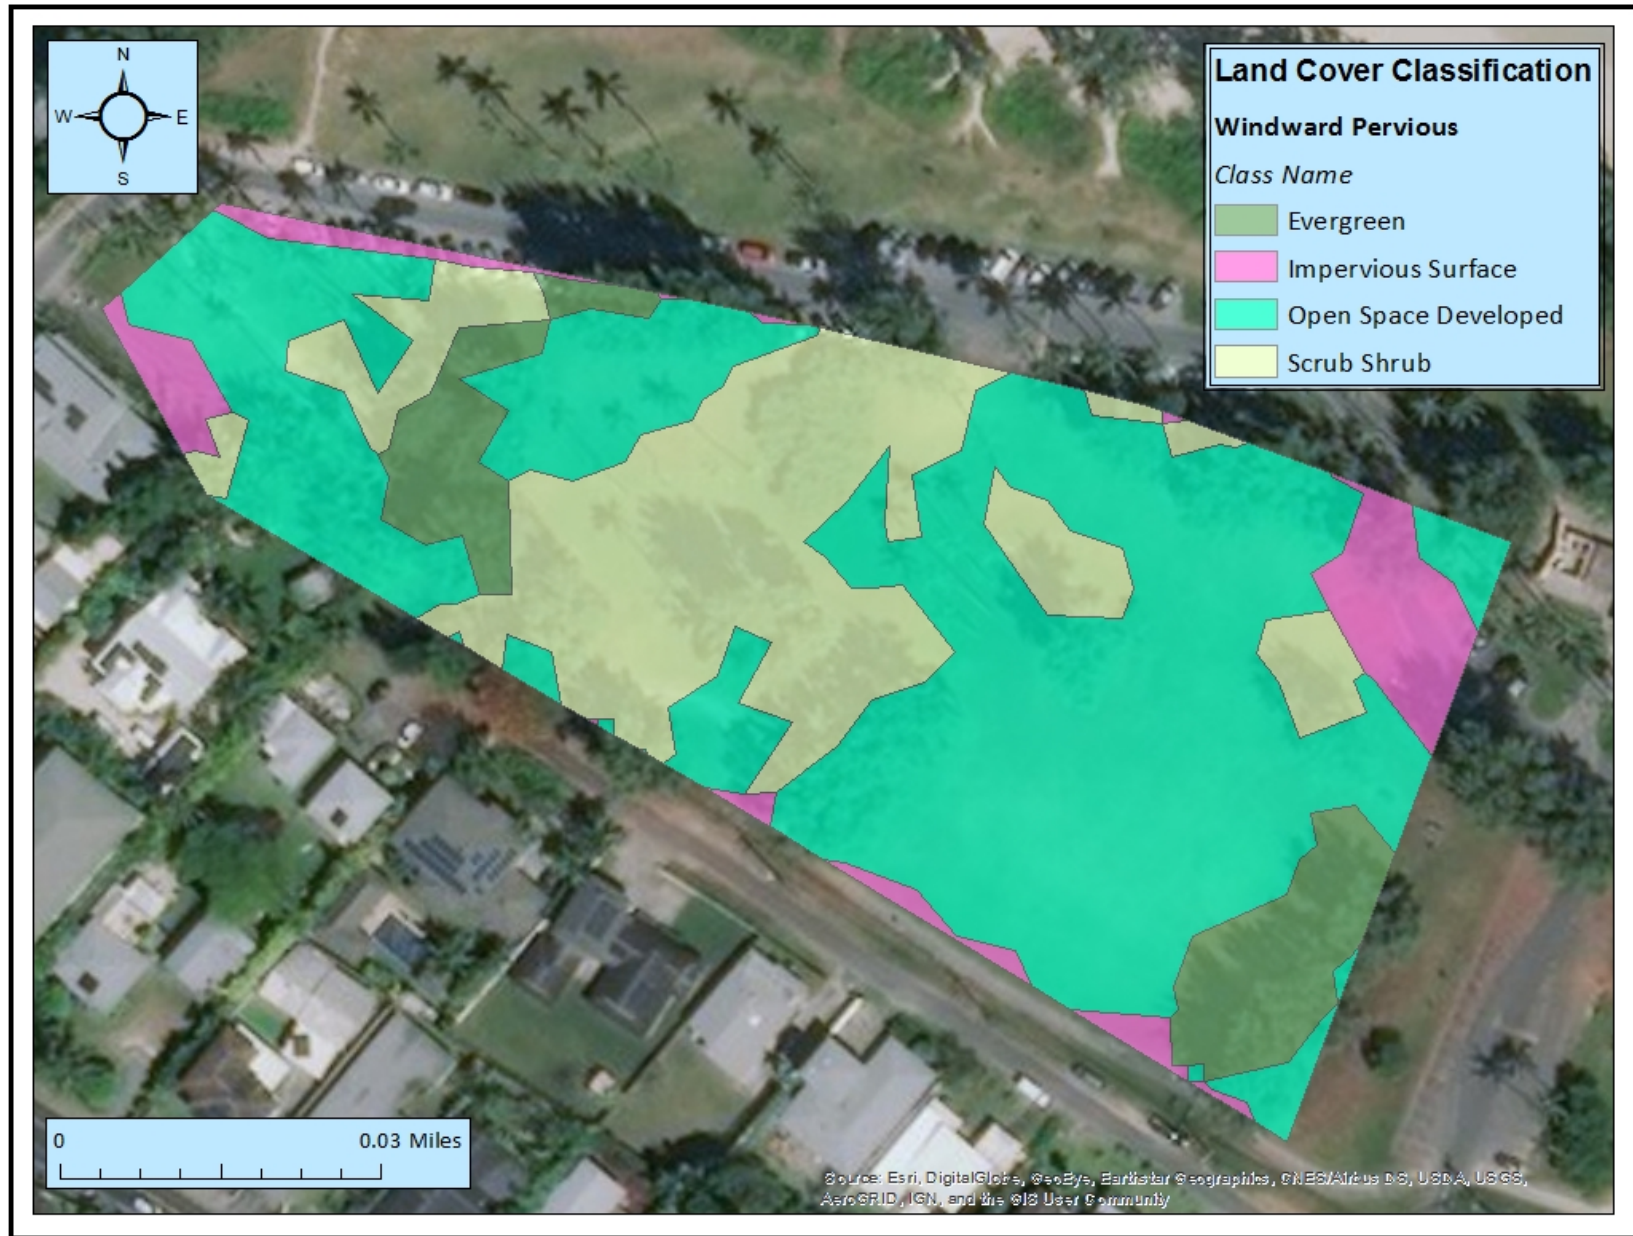 N
W E
S
Land Cover Classification
Windward Pervious
Class Name
Evergreen
Impervious Surface
Open Space Developed
Scrub Shrub
0 0.03 Miles
Source: Esri, DigitalGlobe, GeoEye, Earthstar Geographics, CNES/Airbus DS, USDA, USGS,
AeroGRID, IGN, and the GIS User Community